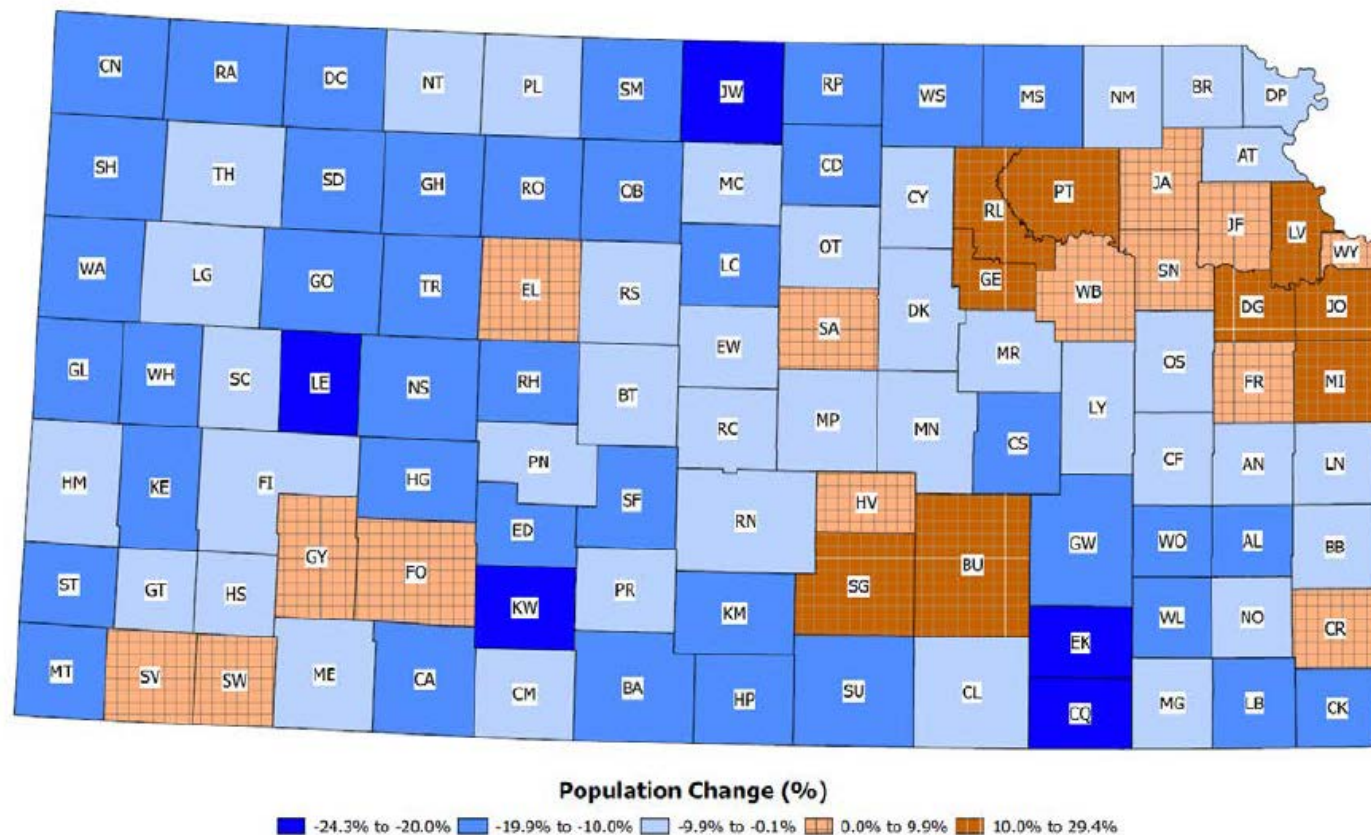 CN RA DC NT PL SM JW RP WS MS NM BR DP
SH TH SD GH RO OB MC CD CY RL PT JA AT
JF LV WY
WA LG GO TR EL RS LC OT GE WB SN DG JO
SA DK
GL WH SC LE NS RH BT EW MR OS FR MI
RC MP MN CS LY CF AN LN
HM KE FI HG PN SF
ED RN HV GW WO AL BB
ST GT HS GY FO KW PR KM SG BU
EK WL NO CR
MT SV SW ME CA CM BA HP SU CL CQ MG LB CK
Population Change (%)
-24.3% to -20.0% -19.9% to -10.0% -9.9% to -0.1% 0.0% to 9.9% 10.0% to 29.4%